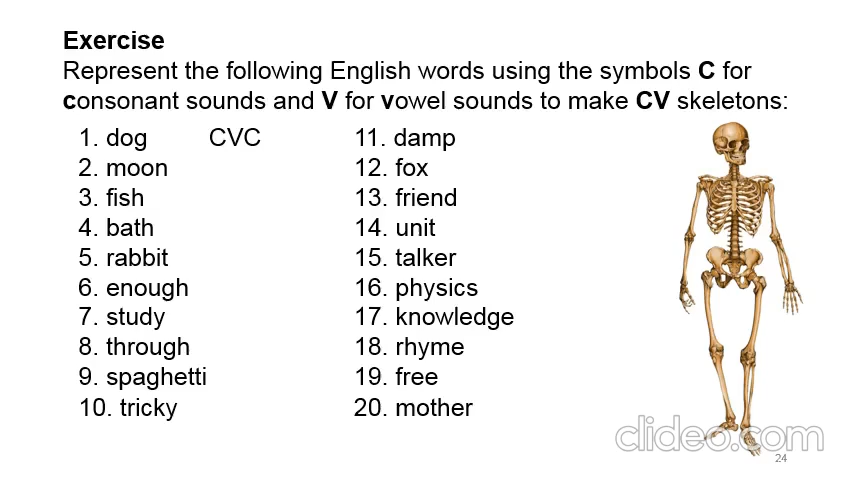 Exercise
Represent the following English words using the symbols C for
consonant sounds and V for vowel sounds to make CV skeletons:
1. dog CVC
2. moon
3. fish
4. bath
5. rabbit
6. enough
7. study
8. through
9. spaghetti
10. tricky
11. damp
12. fox
13. friend
14. unit
15. talker
16. physics
17. knowledge
18. rhyme
19. free
20. mother
clideo.com
24